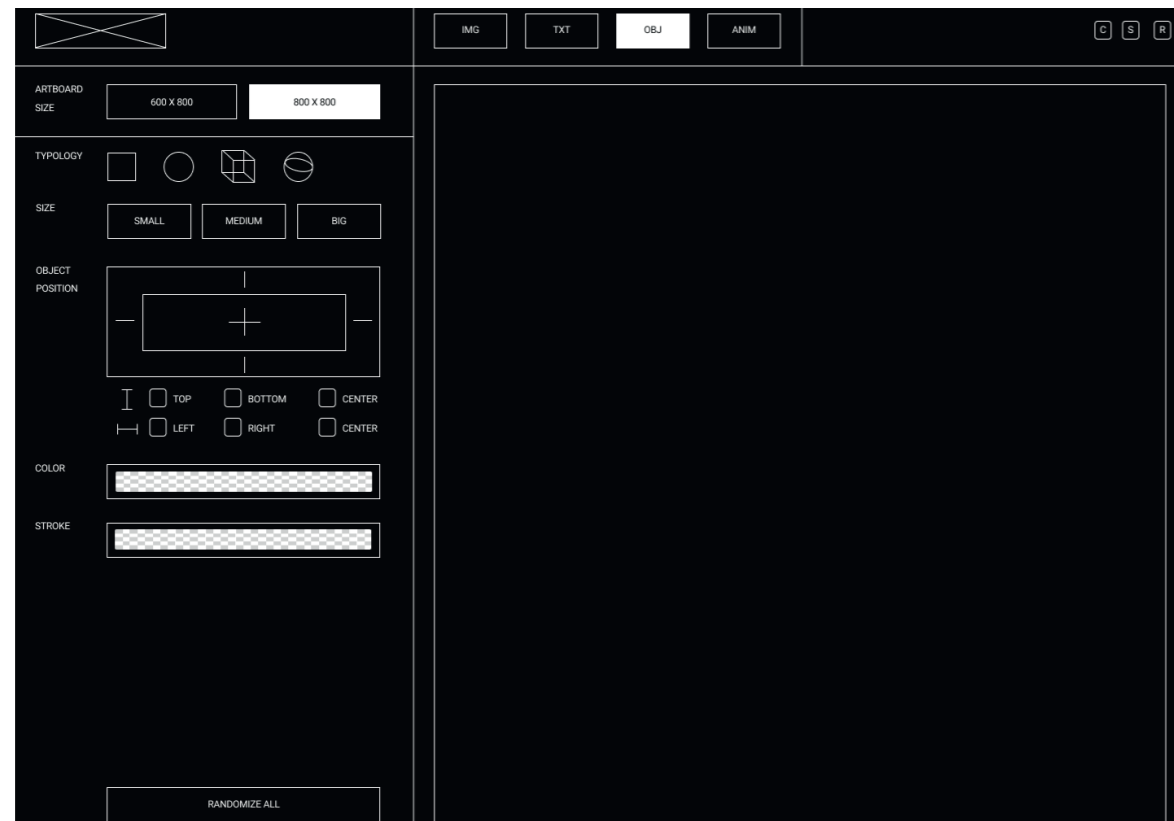 IMG TXT OBJ ANIM C S R
ARTBOARD
SIZE
600 X 800 800 X 800
TYPOLOGY
SIZE
SMALL MEDIUM BIG
OBJECT
POSITION
TOP BOTTOM CENTER
LEFT RIGHT CENTER
COLOR
STROKE
RANDOMIZE ALL